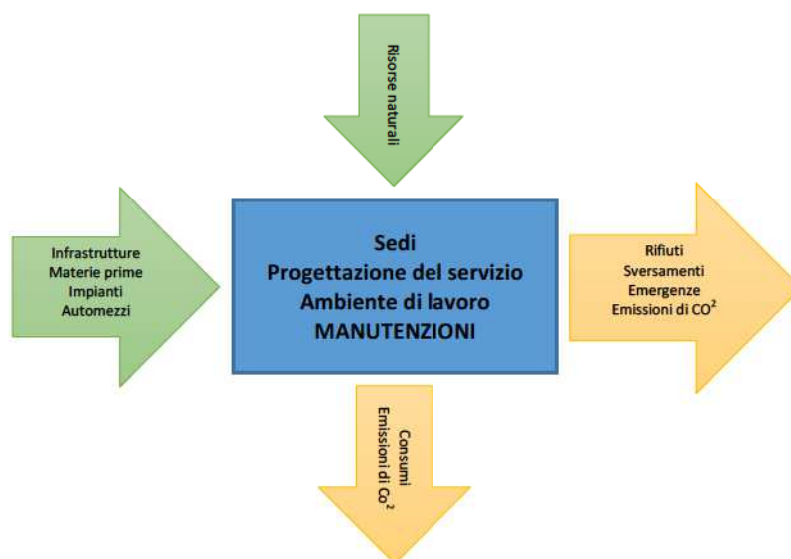 Risorse naturali
Infrastrutture
Materie prime
Impianti
Automezzi
Sedi
Progettazione del servizio
Ambiente di lavoro
MANUTENZIONI
Rifiuti
Sversamenti
Emergenze
Emissioni di CO²
Consumi
Emissioni di Co²